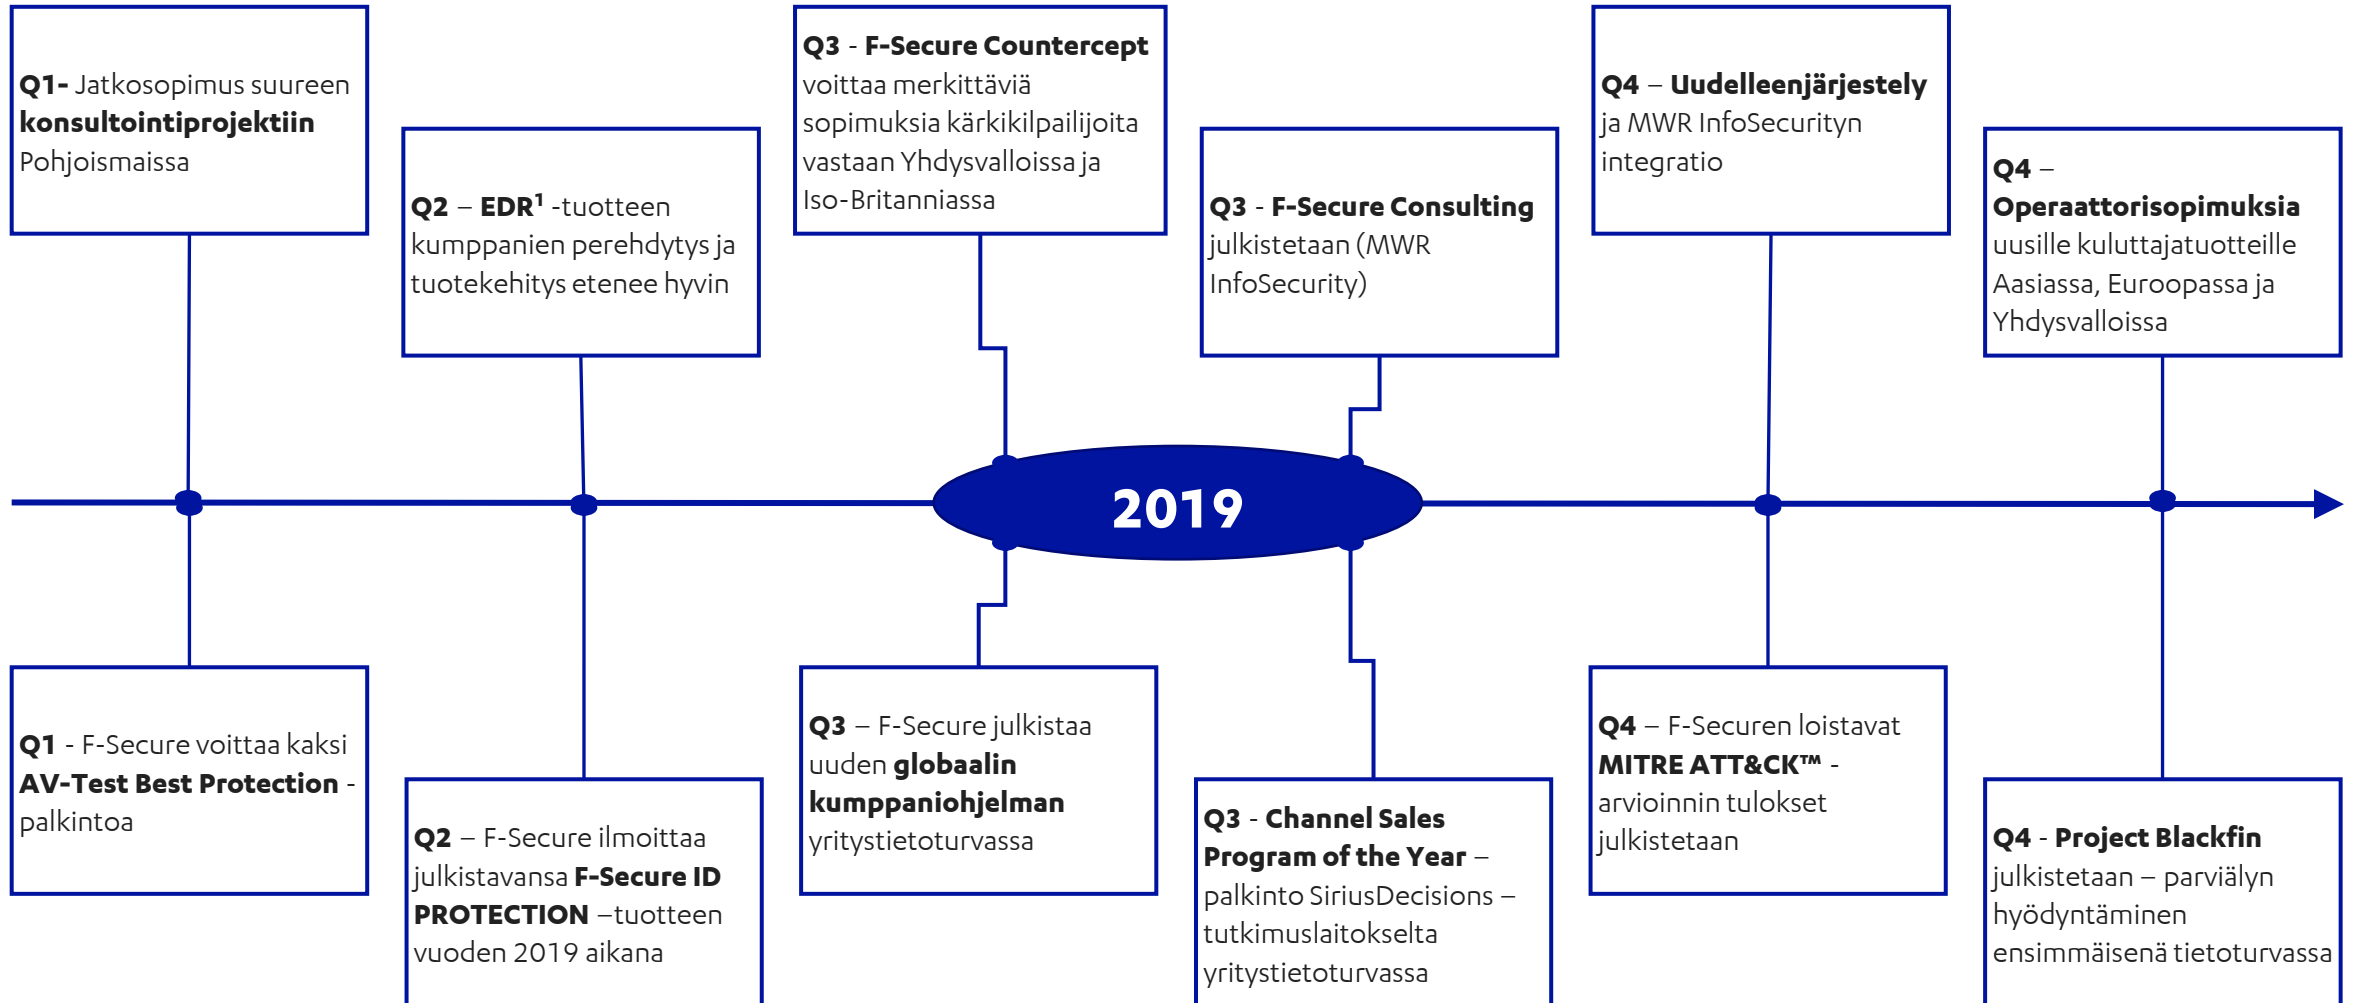 Q1- Jatkosopimus suureen
konsultointiprojektiin
Pohjoismaissa
Q2 – EDR¹ -tuotteen
kumppanien perehdytys ja
tuotekehitys etenee hyvin
Q3 - F-Secure Countercept
voittaa merkittäviä
sopimuksia kärkikilpailijoita
vastaan Yhdysvalloissa ja
Iso-Britanniassa
Q3 - F-Secure Consulting
julkistetaan (MWR
InfoSecurity)
Q4 – Uudelleenjärjestely
ja MWR InfoSecurityn
integratio
Q4 –
Operaattorisopimuksia
uusille kuluttajatuotteille
Aasiassa, Euroopassa ja
Yhdysvalloissa
2019
Q1 - F-Secure voittaa kaksi
AV-Test Best Protection -
palkintoa
Q2 – F-Secure ilmoittaa
julkistavansa F-Secure ID
PROTECTION –tuotteen
vuoden 2019 aikana
Q3 – F-Secure julkistaa
uuden globaalin
kumppaniohjelman
yritystietoturvassa
Q3 - Channel Sales
Program of the Year –
palkinto SiriusDecisions –
tutkimuslaitokselta
yritystietoturvassa
Q4 – F-Securen loistavat
MITRE ATT&CK™ -
arvioinnin tulokset
julkistetaan
Q4 - Project Blackfin
julkistetaan – parviälyn
hyödyntäminen
ensimmäisenä tietoturvassa